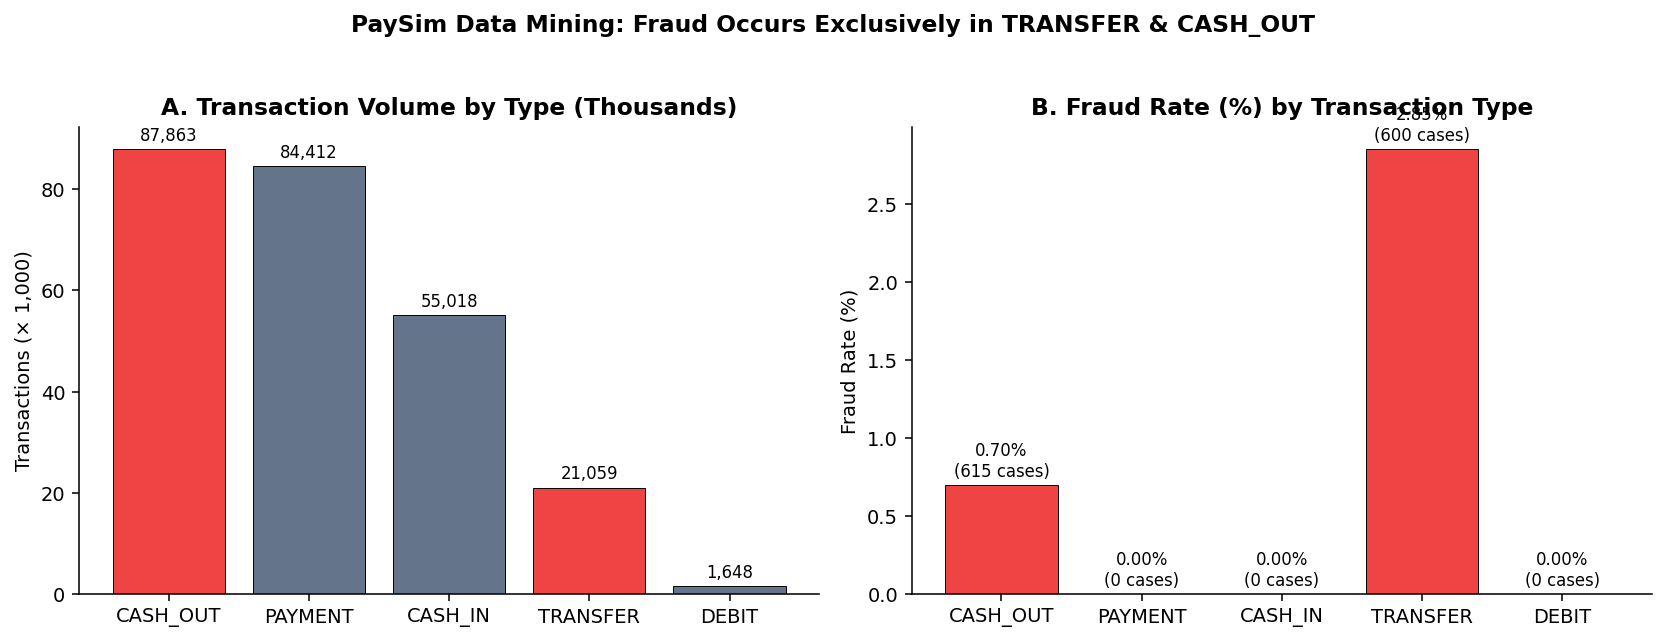 PaySim Data Mining: Fraud Occurs Exclusively in TRANSFER & CASH_OUT
A. Transaction Volume by Type (Thousands)
Transactions (× 1,000)
80
60
40
20
0
87,863
84,412
55,018
21,059
1,648
CASH_OUT
PAYMENT
CASH_IN
TRANSFER
DEBIT
B. Fraud Rate (%) by Transaction Type
Fraud Rate (%)
2.5
2.0
1.5
1.0
0.5
0.0
0.70%
(615 cases)
0.00%
(0 cases)
0.00%
(0 cases)
2.85%
(600 cases)
0.00%
(0 cases)
CASH_OUT
PAYMENT
CASH_IN
TRANSFER
DEBIT